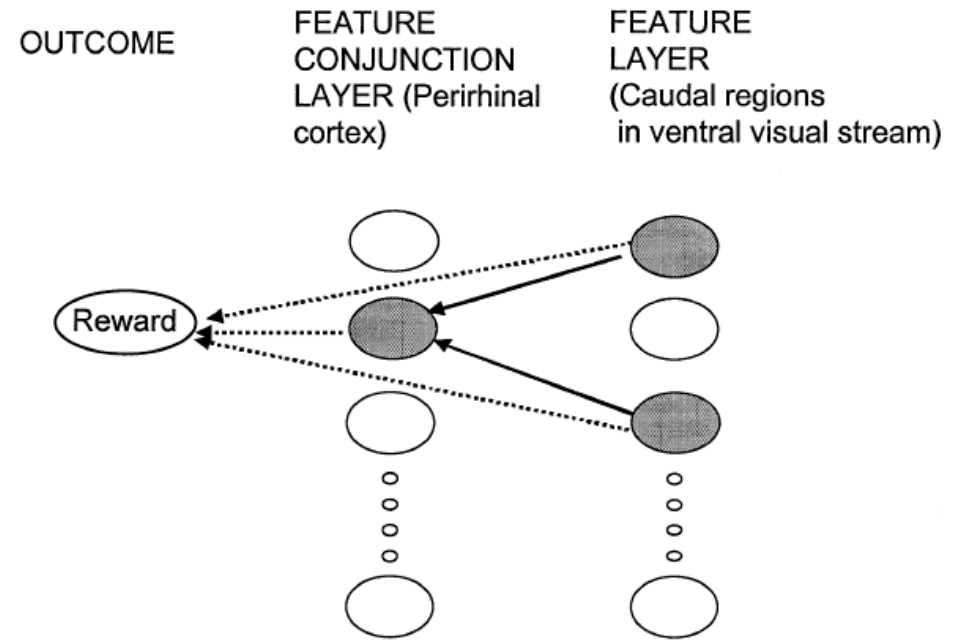 OUTCOME
FEATURE
CONJUNCTION
LAYER (Perirhinal
cortex)
FEATURE
LAYER
(Caudal regions
in ventral visual stream)
Reward